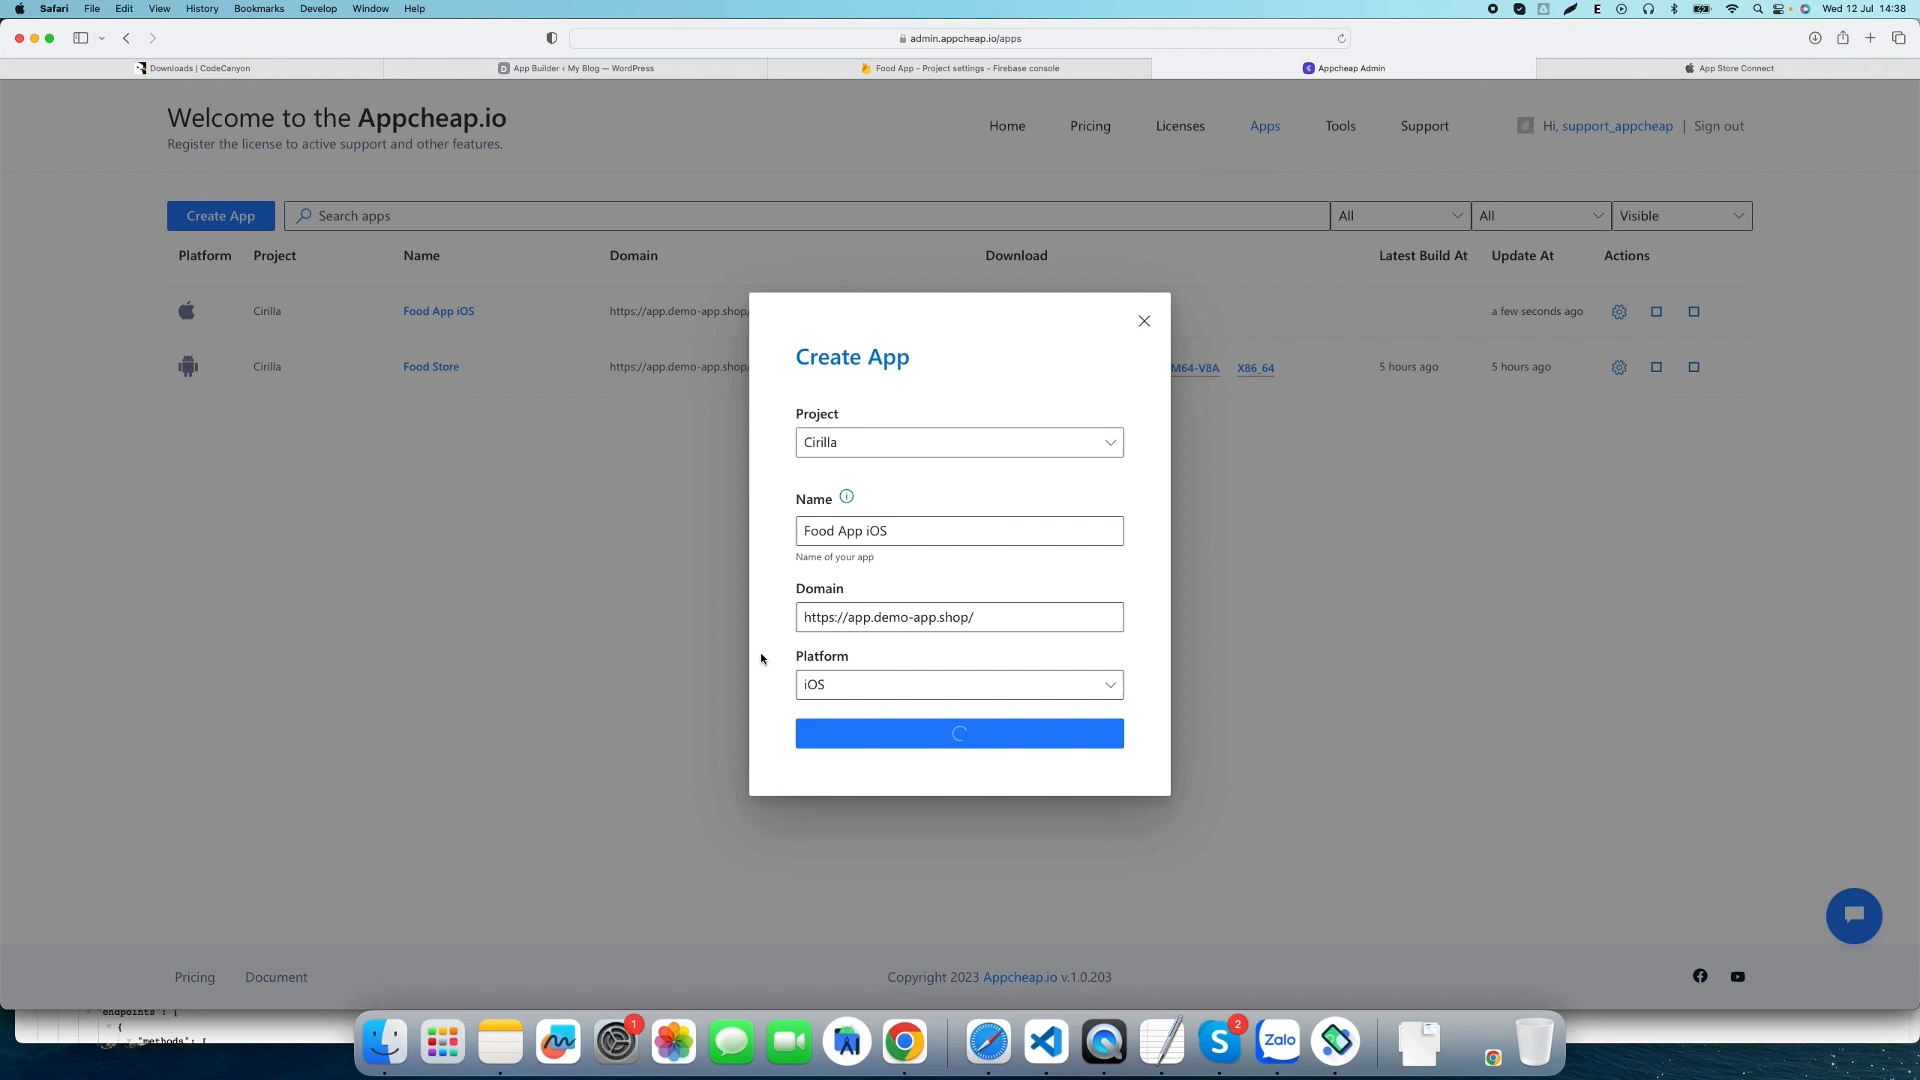 Safari File Edit View History Bookmarks Develop Window Help Wed 12 Jul 14:38
admin.appcheap.io/apps
Downloads | CodeCanyon App Builder ‹ My Blog — WordPress Food App - Project settings - Firebase console Appcheap Admin App Store Connect
Welcome to the Appcheap.io
Register the license to active support and other features.
Home Pricing Licenses Apps Tools Support Hi, support_appcheap | Sign out
Create App Search apps All All Visible
Platform Project Name Domain Download Latest Build At Update At Actions
Cirilla Food App iOS https://app.demo-app.shop/ a few seconds ago
Cirilla Food Store https://app.demo-app.shop/ M64-V8A X86_64 5 hours ago 5 hours ago
Create App
Project
Cirilla
Name
Food App iOS
Name of your app
Domain
https://app.demo-app.shop/
Platform
iOS
Pricing Document Copyright 2023 Appcheap.io v.1.0.203
"endpoints": [
{
"methods": [
1
2
Zalo